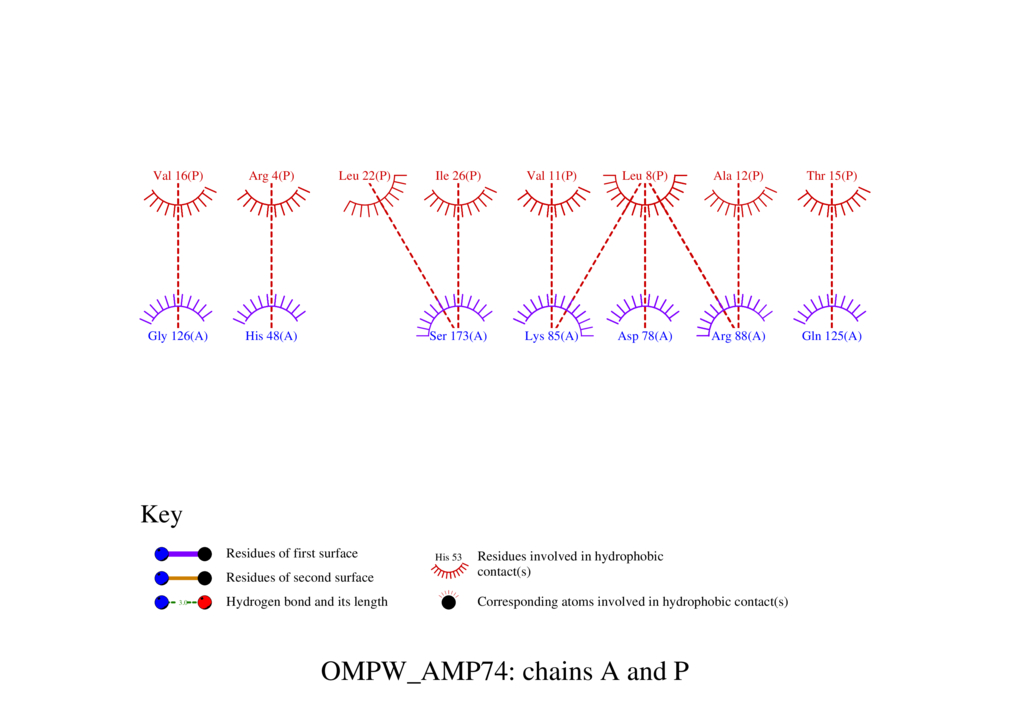 Val 16(P) Arg 4(P) Leu 22(P) Ile 26(P) Val 11(P) Leu 8(P) Ala 12(P) Thr 15(P)
Gly 126(A) His 48(A) Ser 173(A) Lys 85(A) Asp 78(A) Arg 88(A) Gln 125(A)
Key
Residues of first surface
Residues of second surface
3.0
Hydrogen bond and its length
His 53
Residues involved in hydrophobic
contact(s)
Corresponding atoms involved in hydrophobic contact(s)
OMPW_AMP74: chains A and P